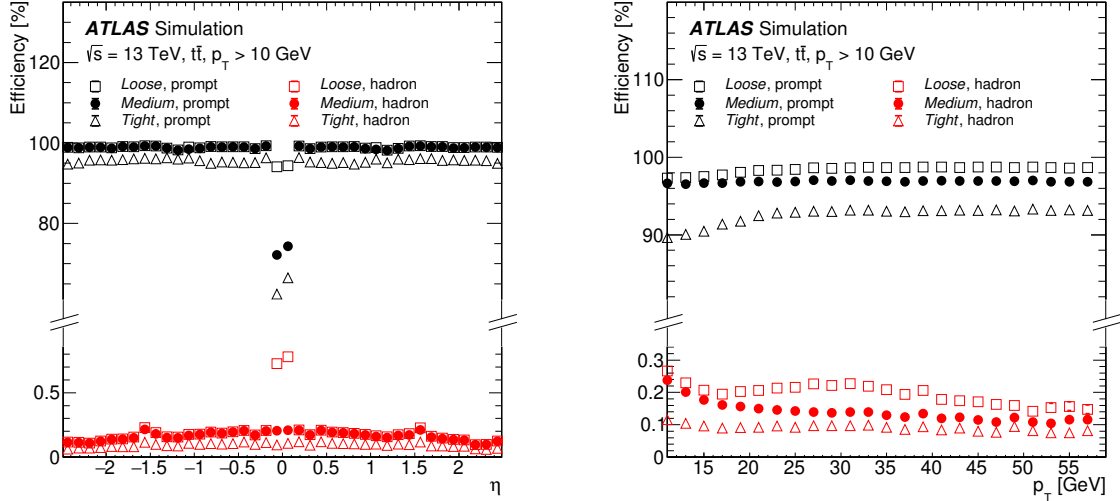 ATLAS Simulation
√s = 13 TeV, tt̄, p_T > 10 GeV
Loose, prompt Loose, hadron
Medium, prompt Medium, hadron
Tight, prompt Tight, hadron
Efficiency [%]
120
100
80
0.5
0
−2 −1.5 −1 −0.5 0 0.5 1 1.5 2
η
ATLAS Simulation
√s = 13 TeV, tt̄, p_T > 10 GeV
Loose, prompt Loose, hadron
Medium, prompt Medium, hadron
Tight, prompt Tight, hadron
Efficiency [%]
110
100
90
0.3
0.2
0.1
0
15 20 25 30 35 40 45 50 55
p_T [GeV]